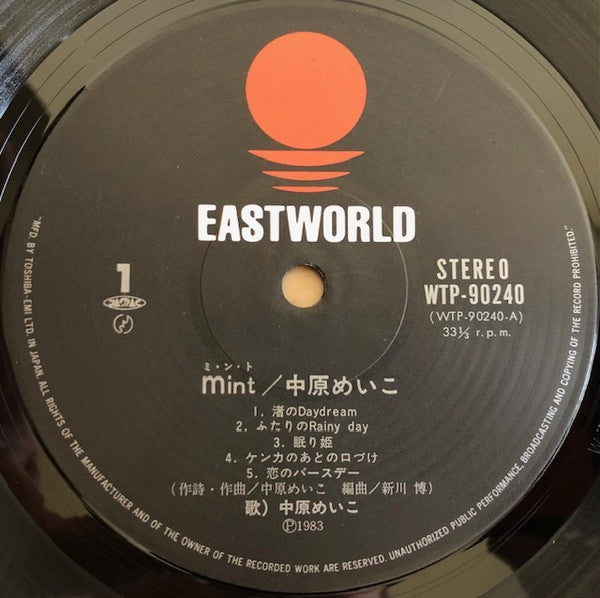 EASTWORLD
1
STEREO
WTP-90240
(WTP-90240-A)
33⅓ r.p.m.
ミ・ン・ト
mint／中原めいこ
1. 渚のDaydream
2. ふたりのRainy day
3. 眠り姫
4. ケンカのあとの口づけ
5. 恋のバースデー
(作詩・作曲／中原めいこ 編曲／新川 博)
歌) 中原めいこ
Ⓟ1983
"MFD BY TOSHIBA-EMI LTD IN JAPAN. ALL RIGHTS OF THE MANUFACTURER AND OF THE OWNER OF THE RECORDED WORK ARE RESERVED. UNAUTHORIZED PUBLIC PERFORMANCE, BROADCASTING AND COPYING OF THE RECORD PROHIBITED."